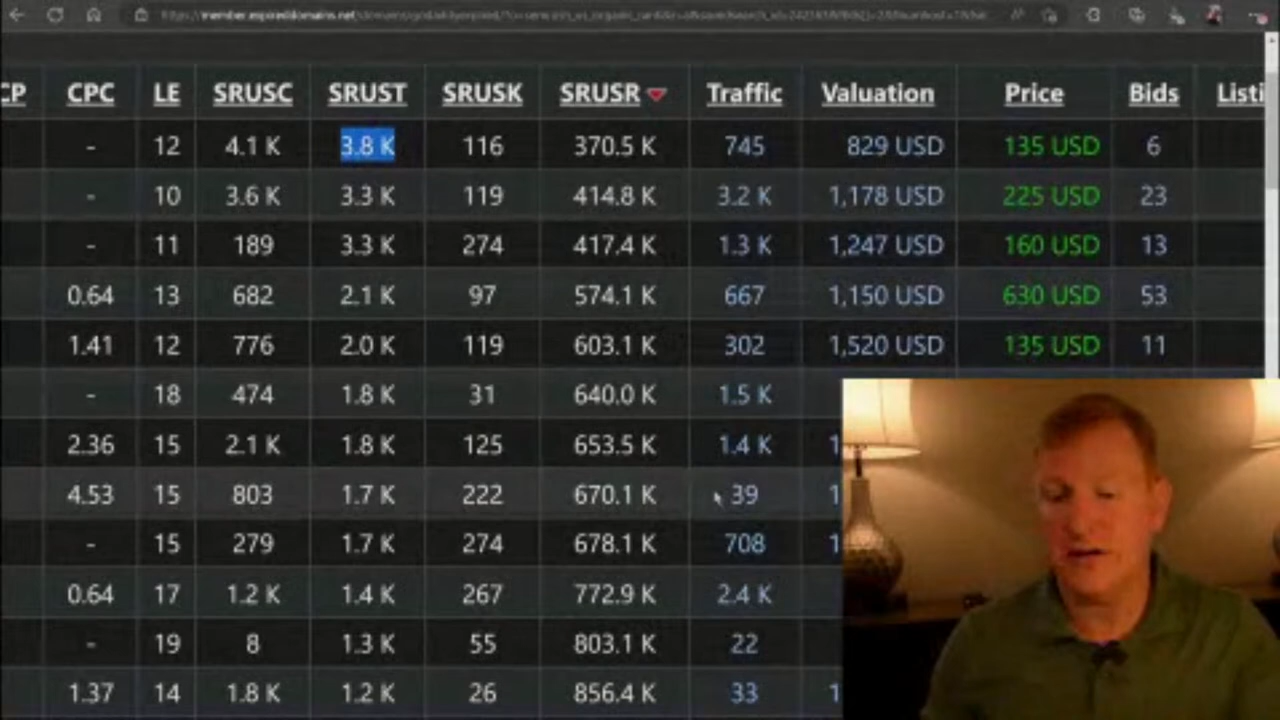 CP CPC LE SRUSC SRUST SRUSK SRUSR Traffic Valuation Price Bids Listi
- 12 4.1 K 3.8 K 116 370.5 K 745 829 USD 135 USD 6
- 10 3.6 K 3.3 K 119 414.8 K 3.2 K 1,178 USD 225 USD 23
- 11 189 3.3 K 274 417.4 K 1.3 K 1,247 USD 160 USD 13
0.64 13 682 2.1 K 97 574.1 K 667 1,150 USD 630 USD 53
1.41 12 776 2.0 K 119 603.1 K 302 1,520 USD 135 USD 11
- 18 474 1.8 K 31 640.0 K 1.5 K
2.36 15 2.1 K 1.8 K 125 653.5 K 1.4 K 1
4.53 15 803 1.7 K 222 670.1 K 39 1
- 15 279 1.7 K 274 678.1 K 708 1
0.64 17 1.2 K 1.4 K 267 772.9 K 2.4 K
- 19 8 1.3 K 55 803.1 K 22
1.37 14 1.8 K 1.2 K 26 856.4 K 33 1